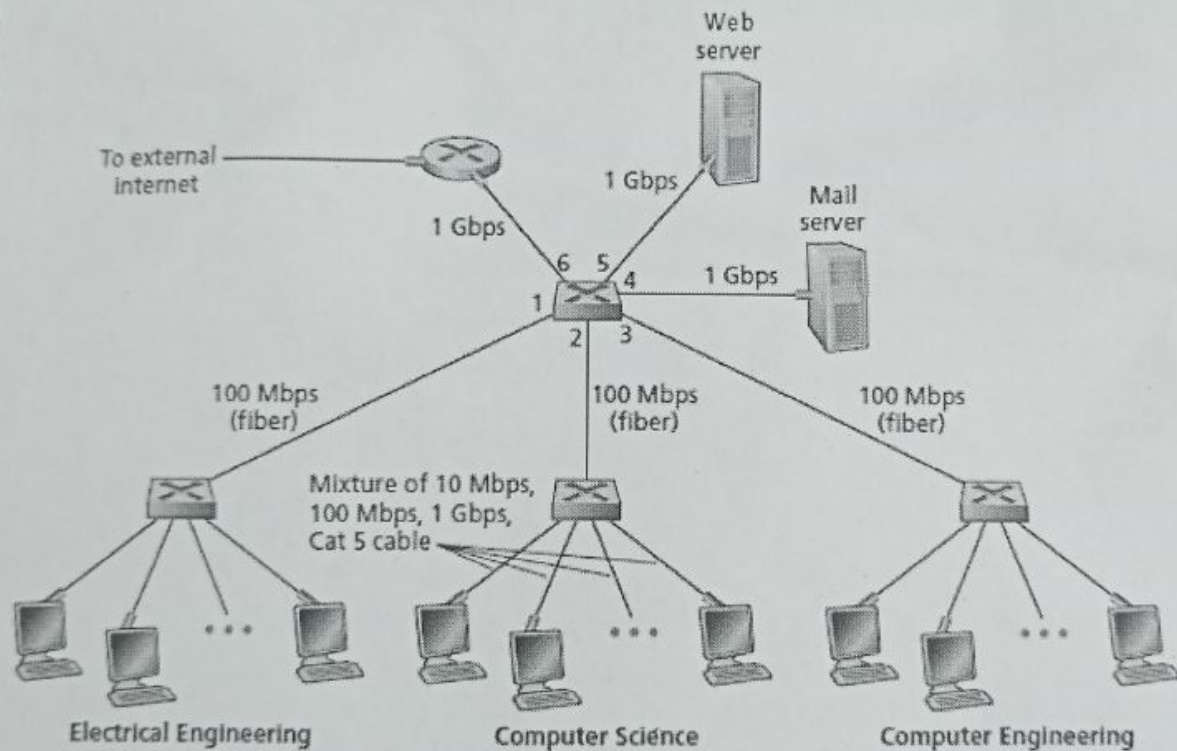 Web
server
To external
internet
1 Gbps
1 Gbps
Mail
server
1 Gbps
6
5
4
1
2
3
100 Mbps
(fiber)
100 Mbps
(fiber)
100 Mbps
(fiber)
Mixture of 10 Mbps,
100 Mbps, 1 Gbps,
Cat 5 cable
Electrical Engineering
Computer Science
Computer Engineering